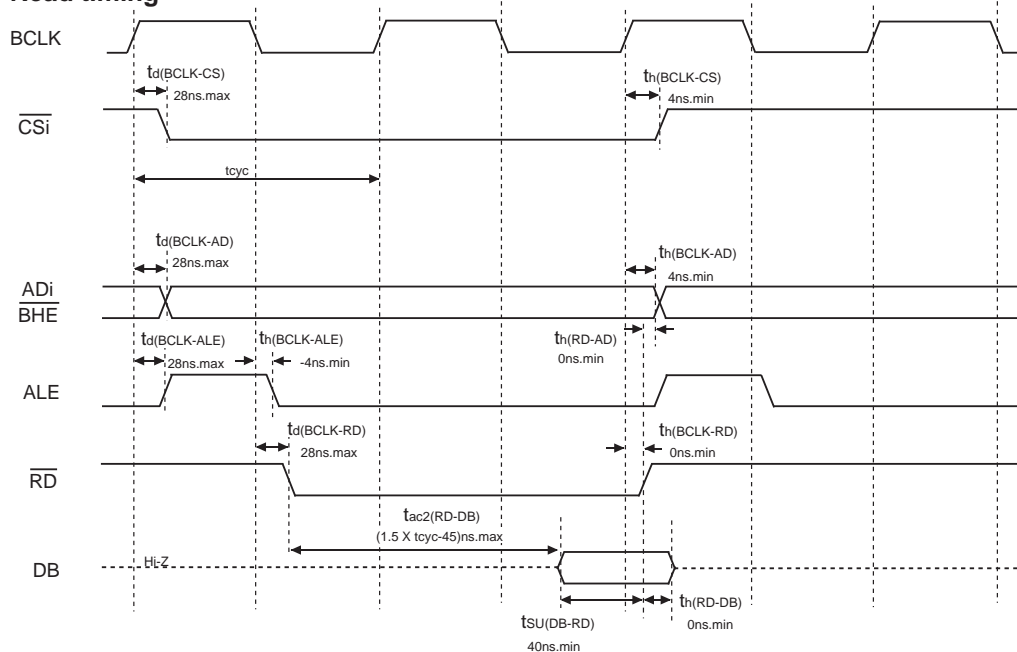 Read timing
BCLK
td(BCLK-CS)
28ns.max
th(BCLK-CS)
4ns.min
CSi
tcyc
td(BCLK-AD)
28ns.max
th(BCLK-AD)
4ns.min
ADi
BHE
td(BCLK-ALE)
28ns.max
th(BCLK-ALE)
-4ns.min
th(RD-AD)
0ns.min
ALE
td(BCLK-RD)
28ns.max
th(BCLK-RD)
0ns.min
RD
tac2(RD-DB)
(1.5 X tcyc-45)ns.max
Hi-Z
DB
tSU(DB-RD)
40ns.min
th(RD-DB)
0ns.min